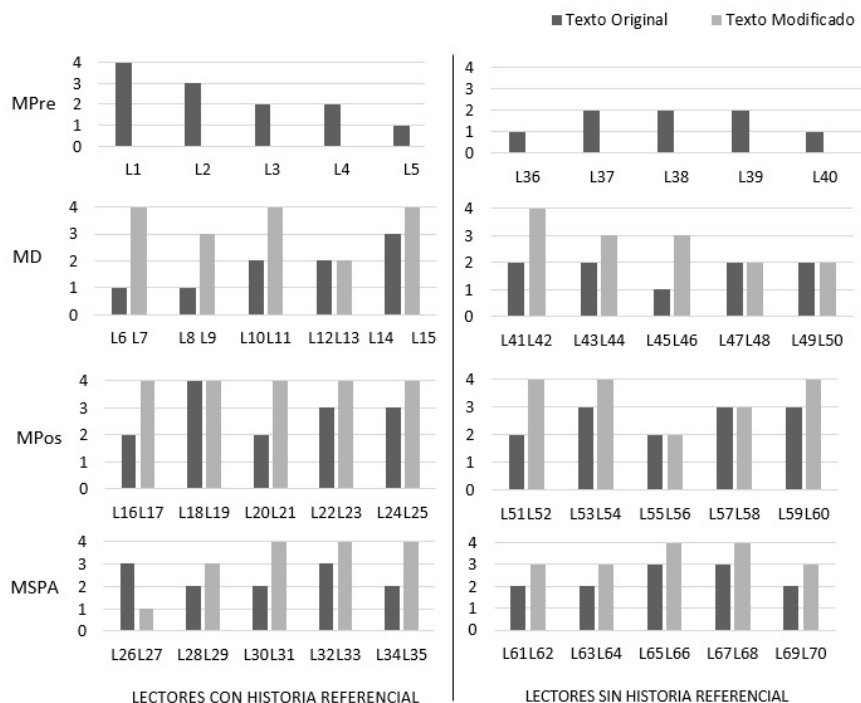 Texto Original Texto Modificado
MPre
4
3
2
1
0
L1 L2 L3 L4 L5
4
3
2
1
0
L36 L37 L38 L39 L40
MD
4
3
2
1
0
L6 L7 L8 L9 L10L11 L12L13 L14 L15
4
3
2
1
0
L41L42 L43L44 L45L46 L47L48 L49L50
MPos
4
3
2
1
0
L16L17 L18L19 L20L21 L22L23 L24L25
4
3
2
1
0
L51L52 L53L54 L55L56 L57L58 L59L60
MSPA
4
3
2
1
0
L26L27 L28L29 L30L31 L32L33 L34L35
4
3
2
1
0
L61L62 L63L64 L65L66 L67L68 L69L70
LECTORES CON HISTORIA REFERENCIAL
LECTORES SIN HISTORIA REFERENCIAL